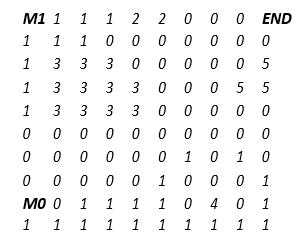 M1 1 1 1 2 2 0 0 0 END
1 1 1 0 0 0 0 0 0 0
1 3 3 3 0 0 0 0 0 5
1 3 3 3 3 0 0 0 5 5
1 3 3 3 3 0 0 0 0 0
0 0 0 0 0 0 0 0 0 0
0 0 0 0 0 0 1 0 1 0
0 0 0 0 0 1 0 0 0 1
M0 0 1 1 1 1 0 4 0 1
1 1 1 1 1 1 1 1 1 1